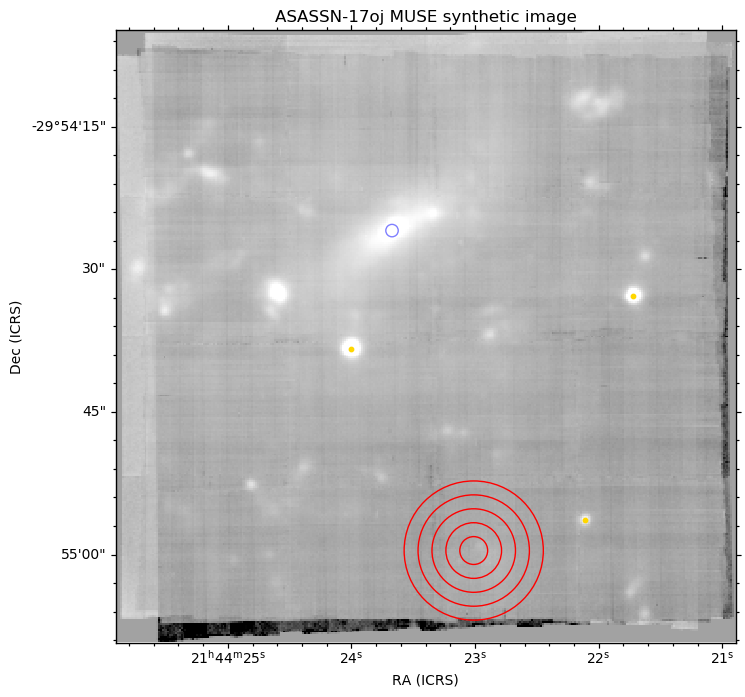 ASASSN-17oj MUSE synthetic image
-29°54'15"
30"
45"
55'00"
Dec (ICRS)
21h44m25s
24s
23s
22s
21s
RA (ICRS)